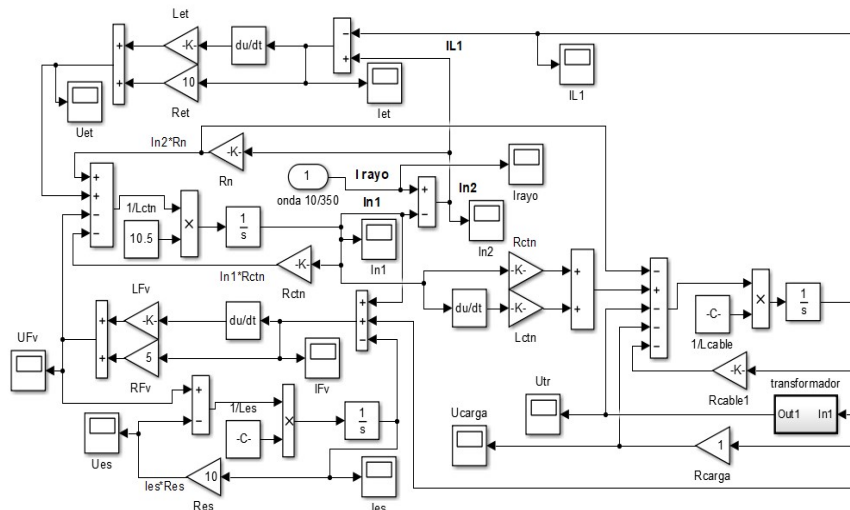 Let
-K-
du/dt
IL1
10
Ret
Iet
IL1
Uet
In2*Rn
-K-
Rn
I rayo
1
onda 10/350
Irayo
In1
In2
In2
1/Lctn
10.5
1
s
In1
In1*Rctn
-K-
Rctn
Rctn
-K-
du/dt
-K-
Lctn
-C-
1/Lcable
1
s
-K-
Rcable1
LFv
-K-
du/dt
UFv
5
RFv
IFv
1/Les
-C-
1
s
Ues
Ies*Res
10
Res
Ies
Utr
Ucarga
transformador
Out1
In1
1
Rcarga